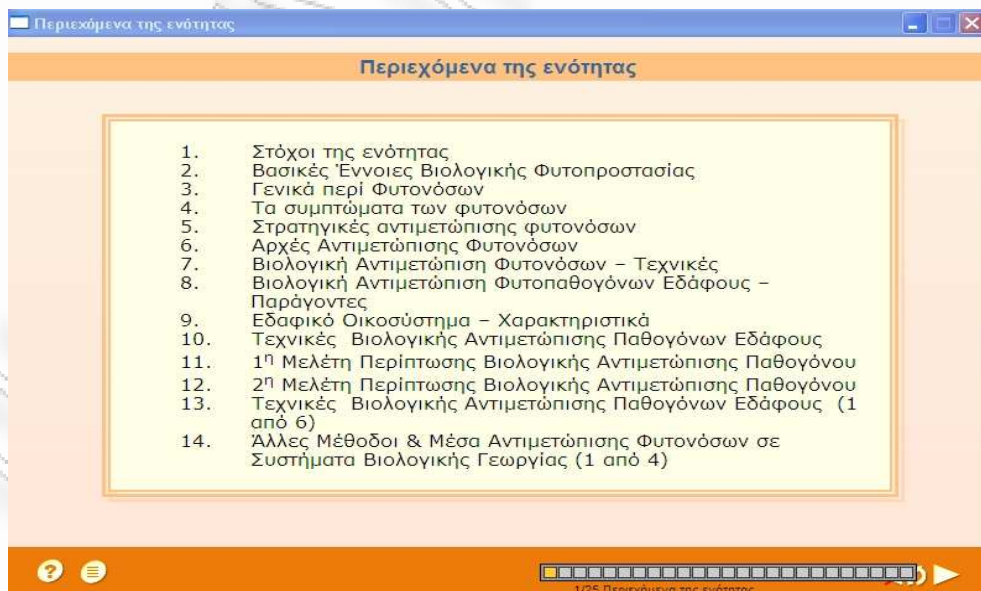 Περιεχόμενα της ενότητας
Περιεχόμενα της ενότητας
1. Στόχοι της ενότητας
2. Βασικές Έννοιες Βιολογικής Φυτοπροστασίας
3. Γενικά περί Φυτονόσων
4. Τα συμπτώματα των φυτονόσων
5. Στρατηγικές αντιμετώπισης φυτονόσων
6. Αρχές Αντιμετώπισης Φυτονόσων
7. Βιολογική Αντιμετώπιση Φυτονόσων – Τεχνικές
8. Βιολογική Αντιμετώπιση Φυτοπαθογόνων Εδάφους –
Παράγοντες
9. Εδαφικό Οικοσύστημα – Χαρακτηριστικά
10. Τεχνικές Βιολογικής Αντιμετώπισης Παθογόνων Εδάφους
11. 1η Μελέτη Περίπτωσης Βιολογικής Αντιμετώπισης Παθογόνου
12. 2η Μελέτη Περίπτωσης Βιολογικής Αντιμετώπισης Παθογόνου
13. Τεχνικές Βιολογικής Αντιμετώπισης Παθογόνων Εδάφους (1
από 6)
14. Άλλες Μέθοδοι & Μέσα Αντιμετώπισης Φυτονόσων σε
Συστήματα Βιολογικής Γεωργίας (1 από 4)
1/25 Περιεχόμενα της ενότητας